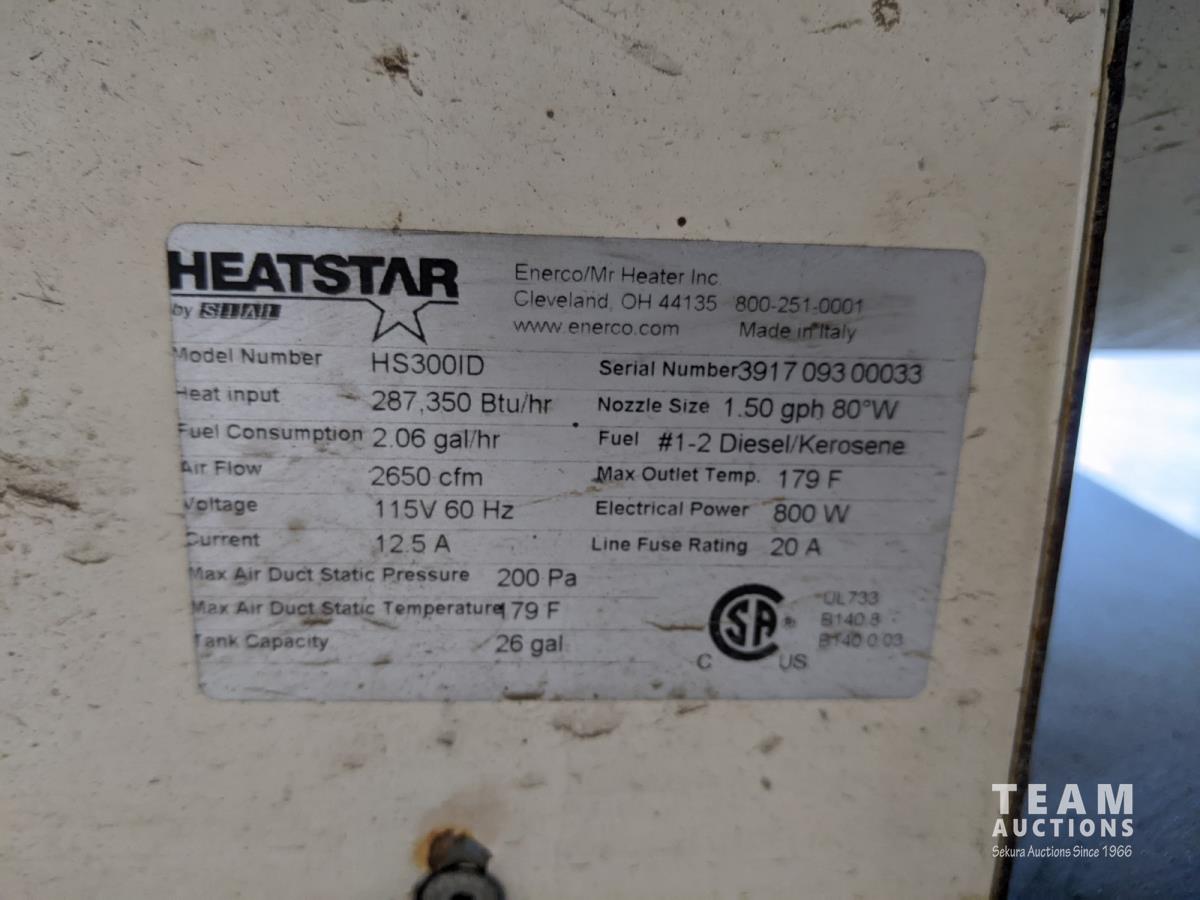 HEATSTAR
by SIAL
Enerco/Mr Heater Inc
Cleveland, OH 44135 800-251-0001
www.enerco.com Made in Italy
Model Number HS300ID Serial Number 3917 093 00033
Heat input 287,350 Btu/hr Nozzle Size 1.50 gph 80°W
Fuel Consumption 2.06 gal/hr Fuel #1-2 Diesel/Kerosene
Air Flow 2650 cfm Max Outlet Temp. 179 F
Voltage 115V 60 Hz Electrical Power 800 W
Current 12.5 A Line Fuse Rating 20 A
Max Air Duct Static Pressure 200 Pa
Max Air Duct Static Temperature 179 F
Tank Capacity 26 gal
C SA ® US
UL733
B140.8
B140.0.03
TEAM
AUCTIONS
Sekura Auctions Since 1966